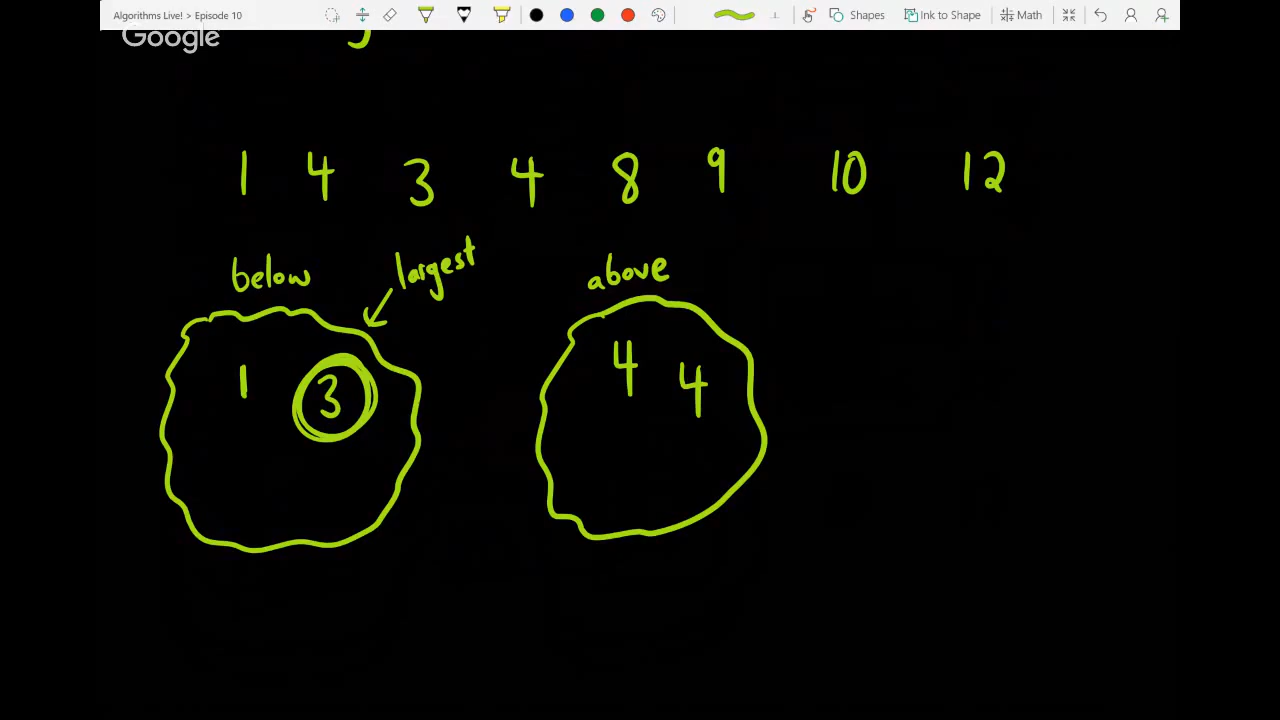 Algorithms Live! > Episode 10
Shapes
Ink to Shape
Math
Google
1 4 3 4 8 9 10 12
below largest above
1 3 4 4